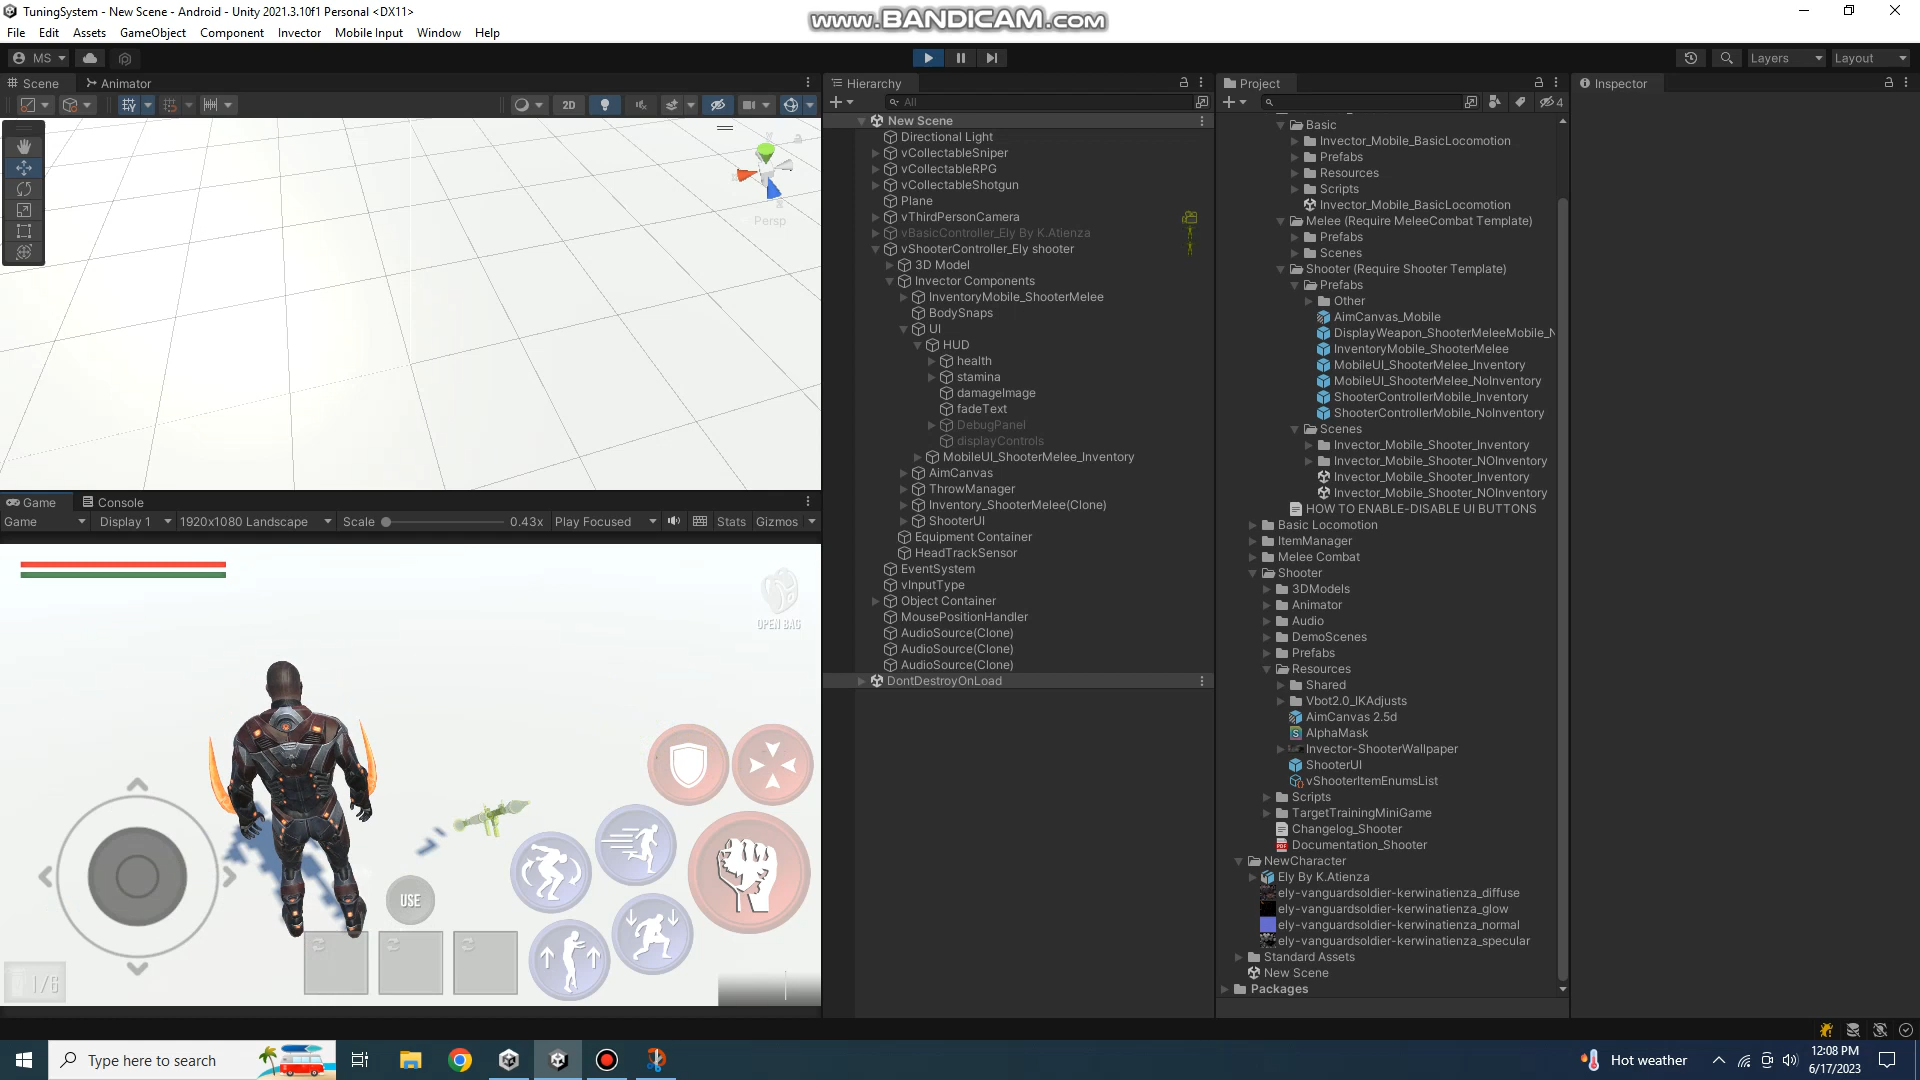 TuningSystem - New Scene - Android - Unity 2021.3.10f1 Personal <DX11>
www.BANDICAM.com
File Edit Assets GameObject Component Invector Mobile Input Window Help
MS
Layers
Layout
Scene
Animator
2D
Persp
Game
Console
Game
Display 1
1920x1080 Landscape
Scale
0.43x
Play Focused
Stats
Gizmos
OPEN BAG
USE
1/6
Hierarchy
All
New Scene
Directional Light
vCollectableSniper
vCollectableRPG
vCollectableShotgun
Plane
vThirdPersonCamera
vBasicController_Ely By K.Atienza
vShooterController_Ely shooter
3D Model
Invector Components
InventoryMobile_ShooterMelee
BodySnaps
UI
HUD
health
stamina
damageImage
fadeText
DebugPanel
displayControls
MobileUI_ShooterMelee_Inventory
AimCanvas
ThrowManager
Inventory_ShooterMelee(Clone)
ShooterUI
Equipment Container
HeadTrackSensor
EventSystem
vInputType
Object Container
MousePositionHandler
AudioSource(Clone)
AudioSource(Clone)
AudioSource(Clone)
DontDestroyOnLoad
Project
4
Basic
Invector_Mobile_BasicLocomotion
Prefabs
Resources
Scripts
Invector_Mobile_BasicLocomotion
Melee (Require MeleeCombat Template)
Prefabs
Scenes
Shooter (Require Shooter Template)
Prefabs
Other
AimCanvas_Mobile
DisplayWeapon_ShooterMeleeMobile_N
InventoryMobile_ShooterMelee
MobileUI_ShooterMelee_Inventory
MobileUI_ShooterMelee_NoInventory
ShooterControllerMobile_Inventory
ShooterControllerMobile_NoInventory
Scenes
Invector_Mobile_Shooter_Inventory
Invector_Mobile_Shooter_NOInventory
Invector_Mobile_Shooter_Inventory
Invector_Mobile_Shooter_NOInventory
HOW TO ENABLE-DISABLE UI BUTTONS
Basic Locomotion
ItemManager
Melee Combat
Shooter
3DModels
Animator
Audio
DemoScenes
Prefabs
Resources
Shared
Vbot2.0_IKAdjusts
AimCanvas 2.5d
AlphaMask
Invector-ShooterWallpaper
ShooterUI
vShooterItemEnumsList
Scripts
TargetTrainingMiniGame
Changelog_Shooter
Documentation_Shooter
NewCharacter
Ely By K.Atienza
ely-vanguardsoldier-kerwinatienza_diffuse
ely-vanguardsoldier-kerwinatienza_glow
ely-vanguardsoldier-kerwinatienza_normal
ely-vanguardsoldier-kerwinatienza_specular
Standard Assets
New Scene
Packages
Inspector
Type here to search
Hot weather
12:08 PM
6/17/2023